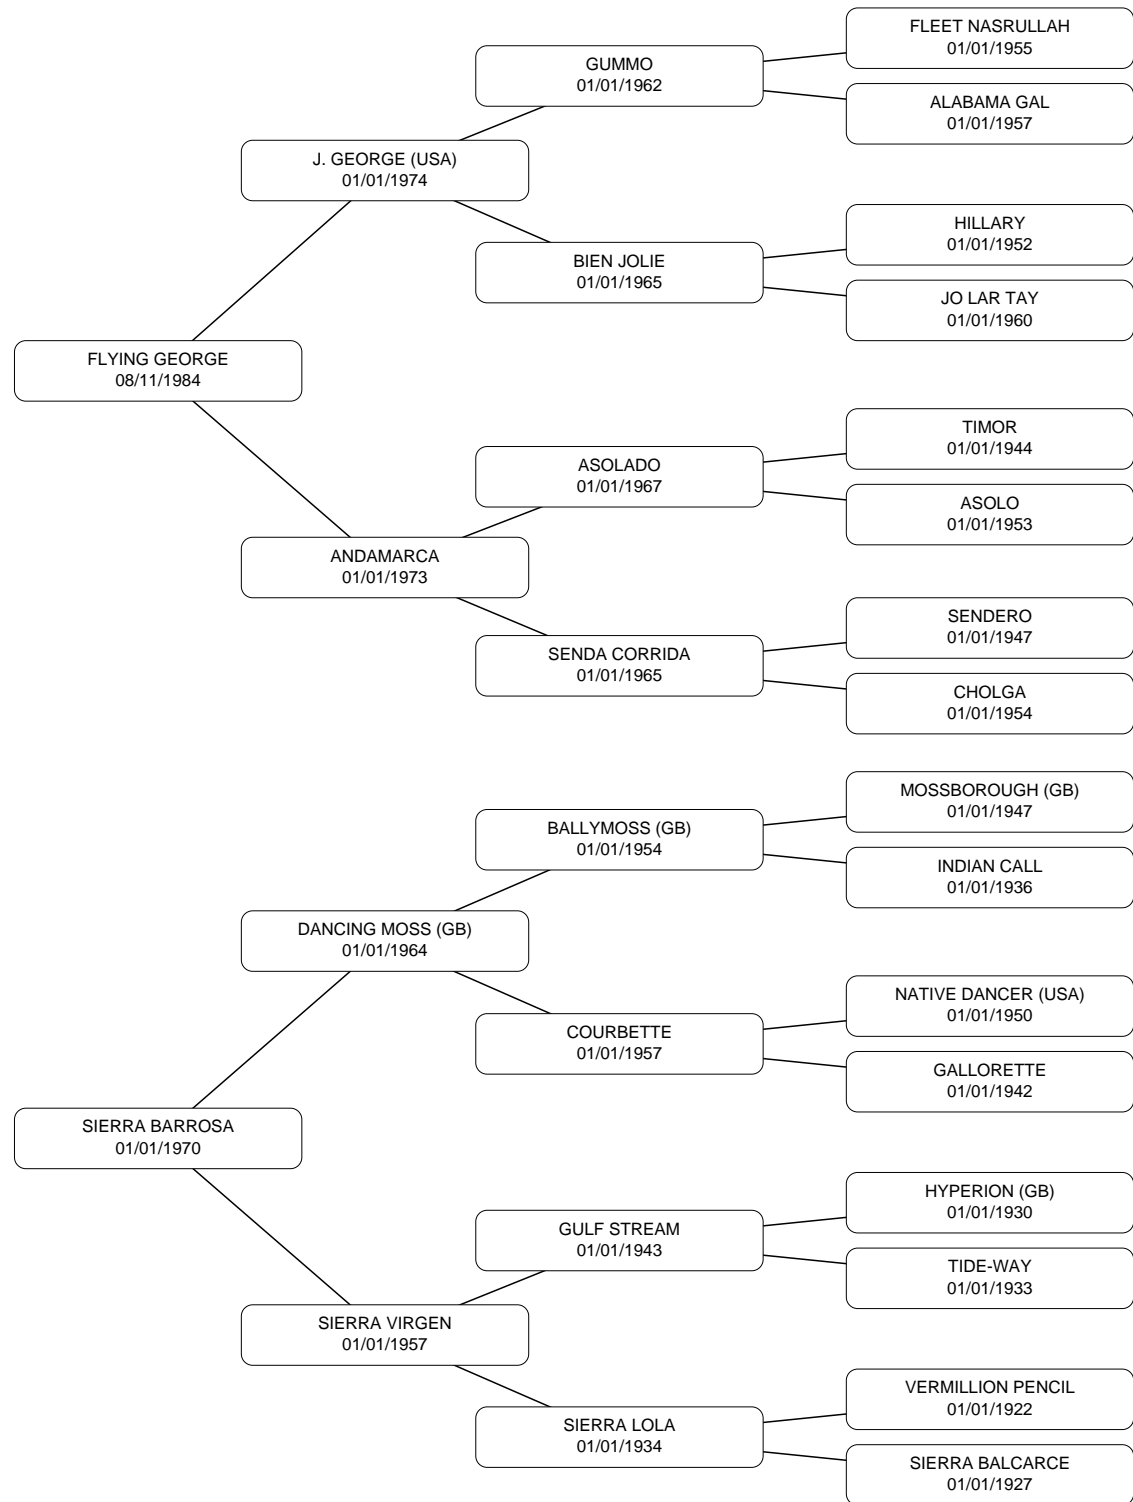 FLEET NASRULLAH
01/01/1955
GUMMO
01/01/1962
ALABAMA GAL
01/01/1957
J. GEORGE (USA)
01/01/1974
HILLARY
01/01/1952
BIEN JOLIE
01/01/1965
JO LAR TAY
01/01/1960
FLYING GEORGE
08/11/1984
TIMOR
01/01/1944
ASOLADO
01/01/1967
ASOLO
01/01/1953
ANDAMARCA
01/01/1973
SENDERO
01/01/1947
SENDA CORRIDA
01/01/1965
CHOLGA
01/01/1954
MOSSBOROUGH (GB)
01/01/1947
BALLYMOSS (GB)
01/01/1954
INDIAN CALL
01/01/1936
DANCING MOSS (GB)
01/01/1964
NATIVE DANCER (USA)
01/01/1950
COURBETTE
01/01/1957
GALLORETTE
01/01/1942
SIERRA BARROSA
01/01/1970
HYPERION (GB)
01/01/1930
GULF STREAM
01/01/1943
TIDE-WAY
01/01/1933
SIERRA VIRGEN
01/01/1957
VERMILLION PENCIL
01/01/1922
SIERRA LOLA
01/01/1934
SIERRA BALCARCE
01/01/1927